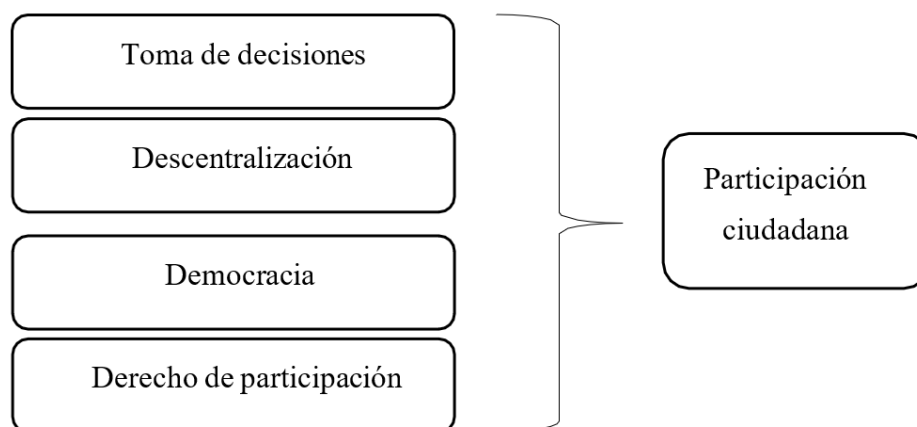 Toma de decisiones
Descentralización
Democracia
Derecho de participación
Participación
ciudadana